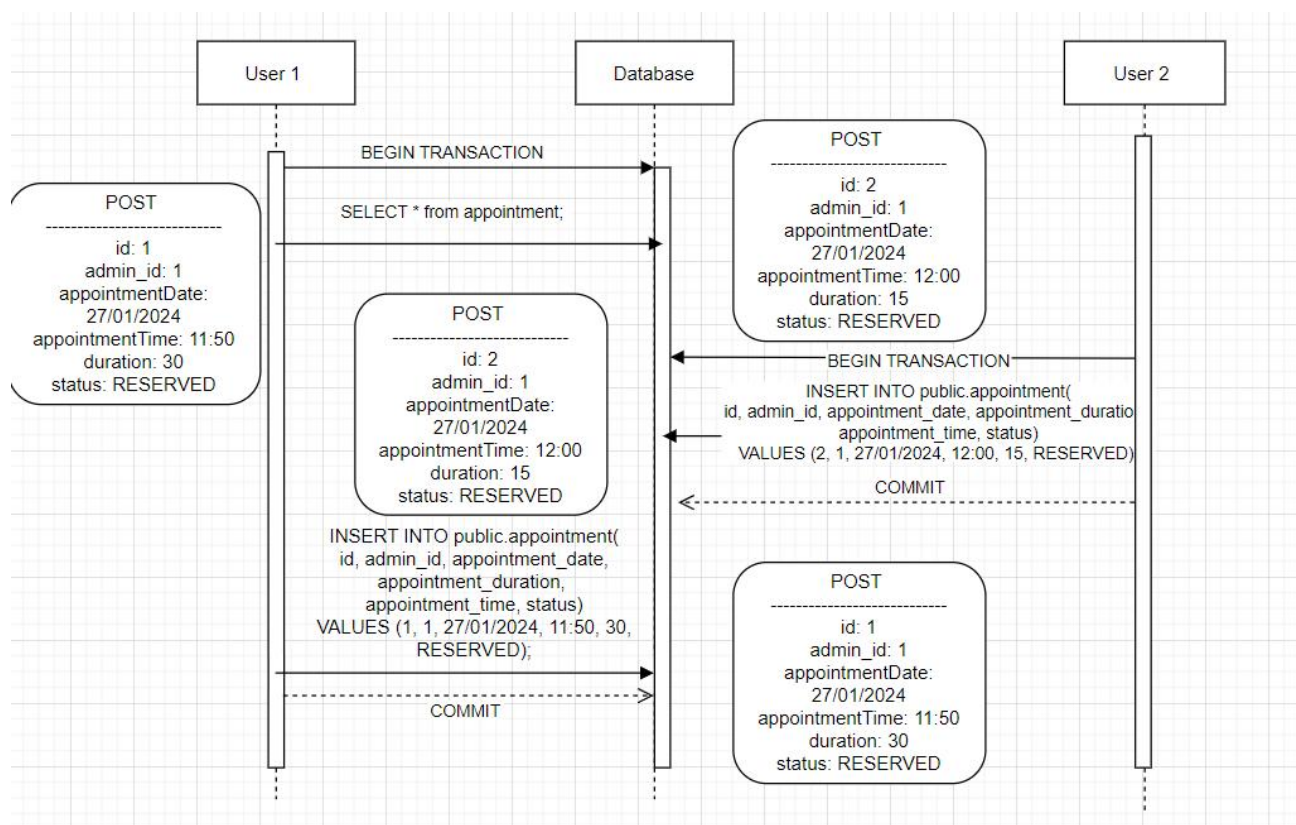 User 1
Database
User 2
BEGIN TRANSACTION
SELECT * from appointment;
POST
-----------------------------
id: 1
admin_id: 1
appointmentDate:
27/01/2024
appointmentTime: 11:50
duration: 30
status: RESERVED
POST
-----------------------------
id: 2
admin_id: 1
appointmentDate:
27/01/2024
appointmentTime: 12:00
duration: 15
status: RESERVED
BEGIN TRANSACTION
INSERT INTO public.appointment(
id, admin_id, appointment_date, appointment_duratio
appointment_time, status)
VALUES (2, 1, 27/01/2024, 12:00, 15, RESERVED)
COMMIT
POST
-----------------------------
id: 2
admin_id: 1
appointmentDate:
27/01/2024
appointmentTime: 12:00
duration: 15
status: RESERVED
INSERT INTO public.appointment(
id, admin_id, appointment_date,
appointment_duration,
appointment_time, status)
VALUES (1, 1, 27/01/2024, 11:50, 30,
RESERVED);
COMMIT
POST
-----------------------------
id: 1
admin_id: 1
appointmentDate:
27/01/2024
appointmentTime: 11:50
duration: 30
status: RESERVED